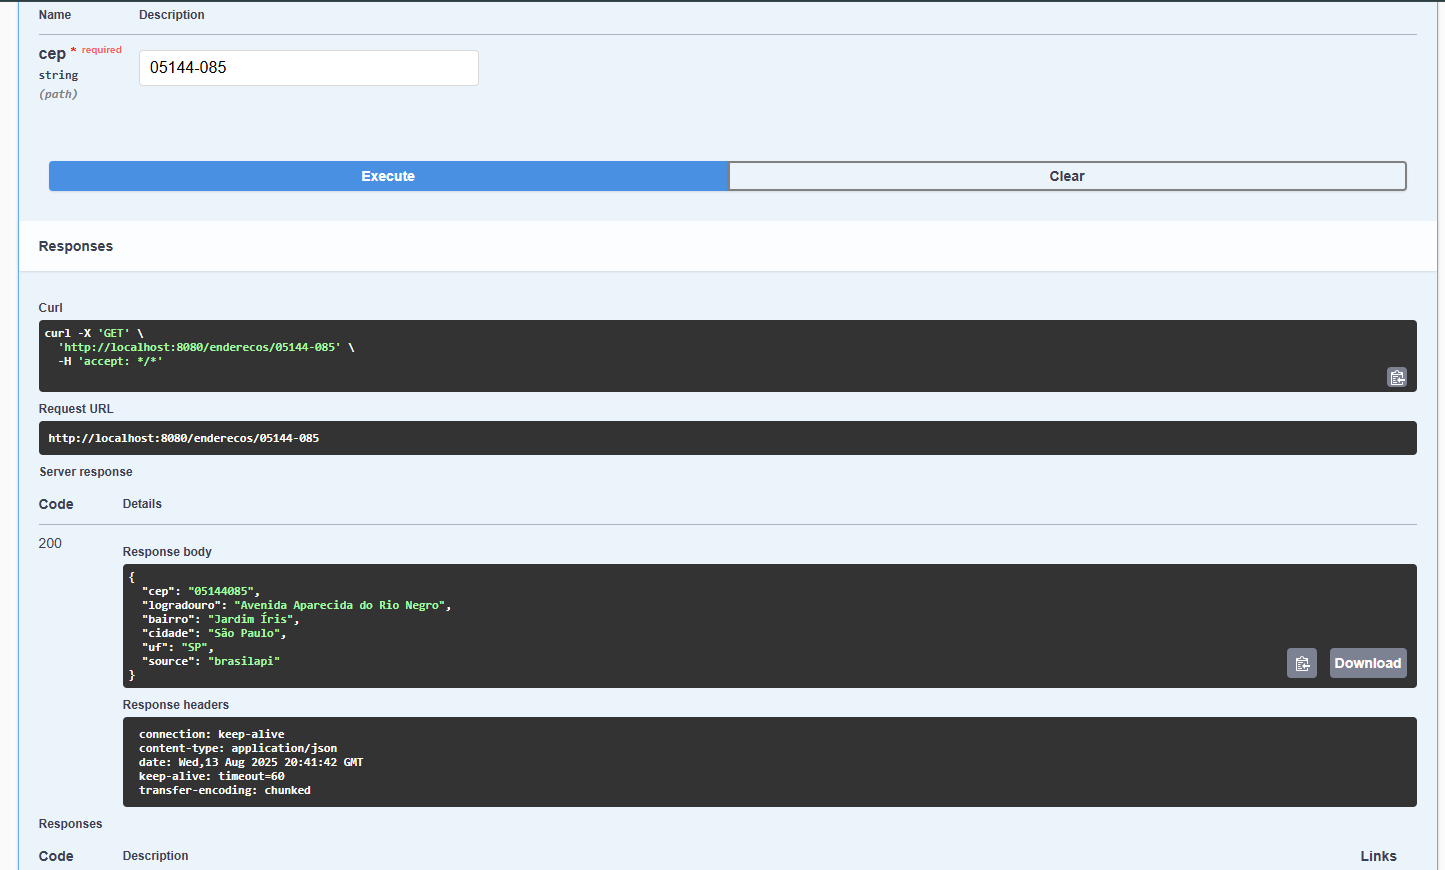 Name Description
cep * required
string
(path)
05144-085
Execute Clear
Responses
Curl
curl -X 'GET' \
'http://localhost:8080/enderecos/05144-085' \
-H 'accept: */*'
Request URL
http://localhost:8080/enderecos/05144-085
Server response
Code Details
200
Response body
{
"cep": "05144085",
"logradouro": "Avenida Aparecida do Rio Negro",
"bairro": "Jardim Íris",
"cidade": "São Paulo",
"uf": "SP",
"source": "brasilapi"
}
Download
Response headers
connection: keep-alive
content-type: application/json
date: Wed,13 Aug 2025 20:41:42 GMT
keep-alive: timeout=60
transfer-encoding: chunked
Responses
Code Description Links